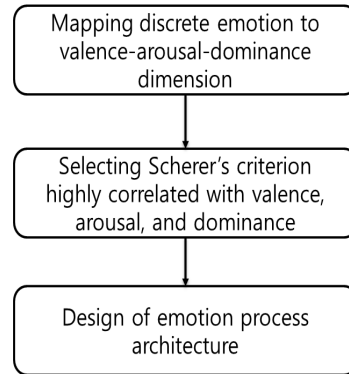 Mapping discrete emotion to
valence-arousal-dominance
dimension
Selecting Scherer's criterion
highly correlated with valence,
arousal, and dominance
Design of emotion process
architecture